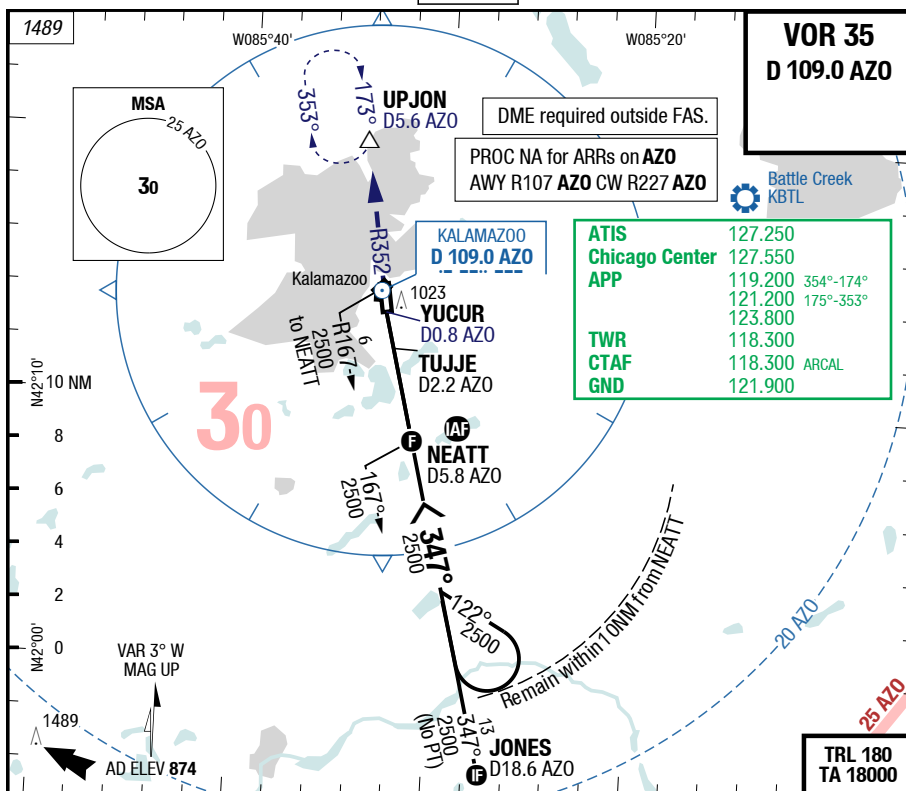 1489
W085°40'
W085°20'
VOR 35
D 109.0 AZO
MSA
25 AZO
30
353°
173°
UPJON
D5.6 AZO
DME required outside FAS.
PROC NA for ARRs on AZO
AWY R107 AZO CW R227 AZO
Battle Creek
KBTL
R352
KALAMAZOO
D 109.0 AZO
Kalamazoo
1023
YUCUR
D0.8 AZO
TUJJE
D2.2 AZO
6
R167
2500
to NEATT
ATIS 127.250
Chicago Center 127.550
APP 119.200 354°-174°
121.200 175°-353°
123.800
TWR 118.300
CTAF 118.300 ARCAL
GND 121.900
N42°10'
10 NM
8
6
4
2
0
N42°00'
30
F
IAF
NEATT
D5.8 AZO
167°
2500
347°
2500
122°
2500
Remain within 10NM from NEATT
20 AZO
25 AZO
VAR 3° W
MAG UP
1489
AD ELEV 874
13
347°
2500
(No PT)
IF
JONES
D18.6 AZO
TRL 180
TA 18000